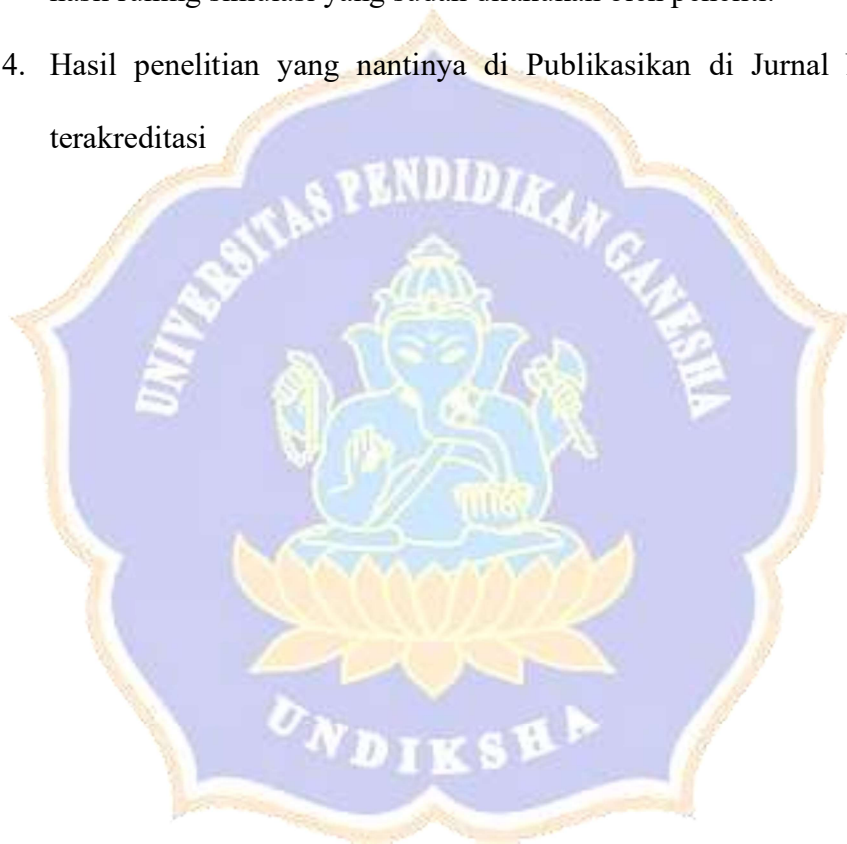 4. Hasil penelitian yang nantinya di Publikasikan di Jurnal
terakreditasi
UNIVERSITAS PENDIDIKAN GANESHA
UNDIKSHA